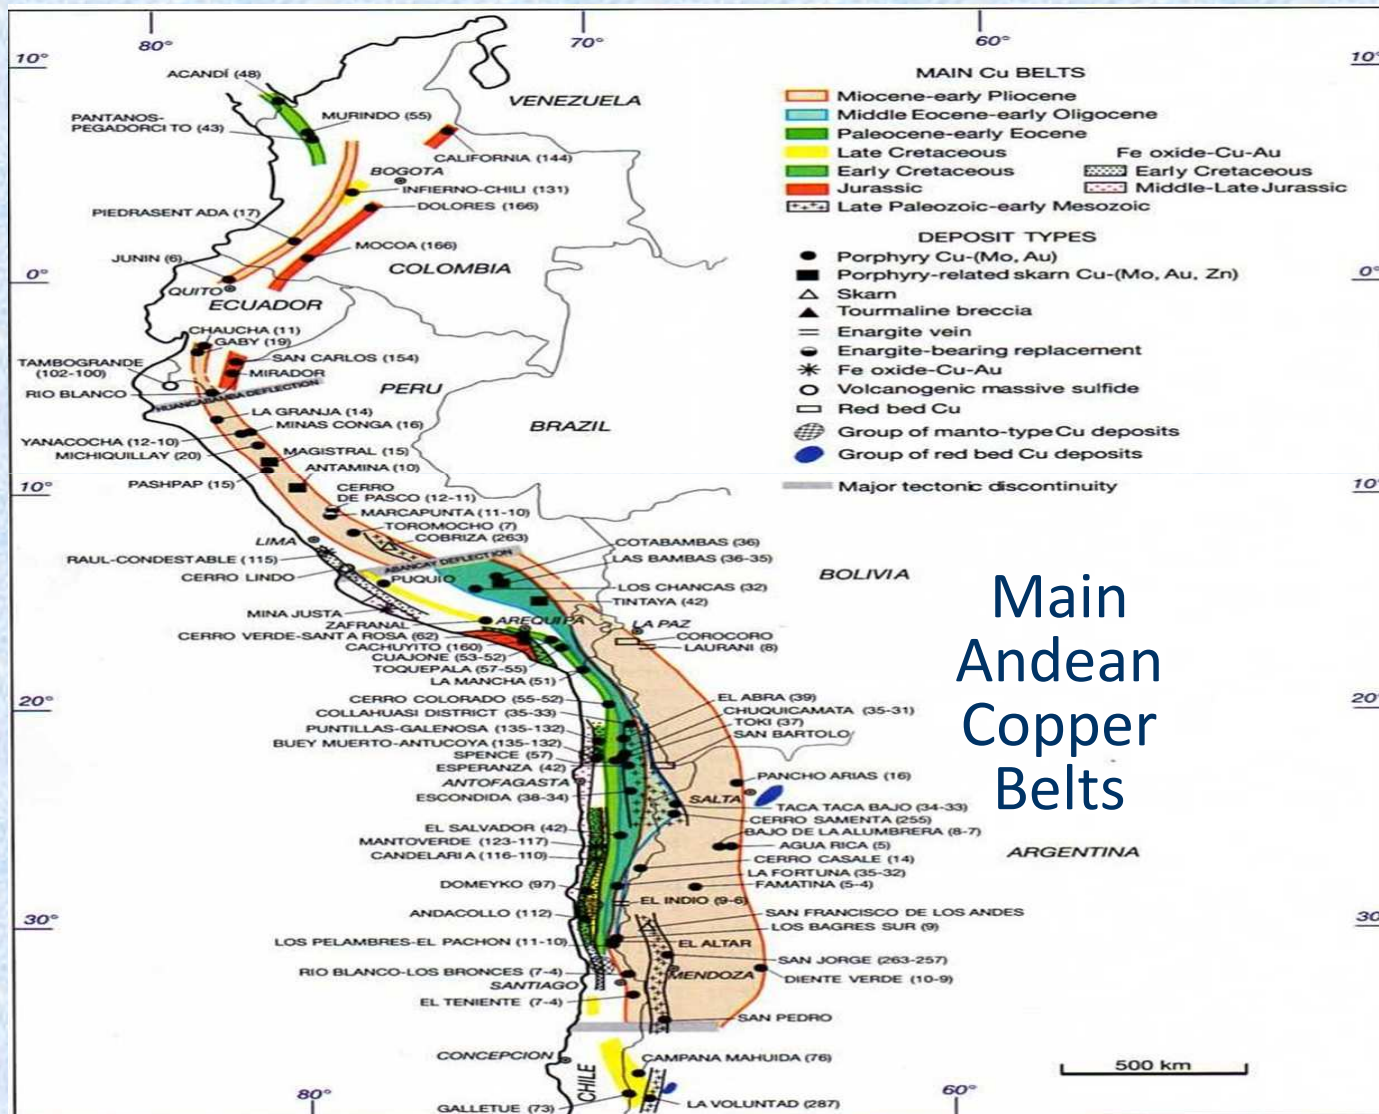 80°
70°
60°
10°
10°
ACANDÍ (48)
VENEZUELA
PANTANOS-
PEGADORCITO (43)
MURINDO (55)
CALIFORNIA (144)
BOGOTA
INFIERNO-CHILI (131)
DOLORES (166)
PIEDRASENTADA (17)
MOCOA (166)
JUNIN (6)
COLOMBIA
0°
0°
QUITO
ECUADOR
MAIN Cu BELTS
Miocene-early Pliocene
Middle Eocene-early Oligocene
Paleocene-early Eocene
Late Cretaceous
Early Cretaceous
Jurassic
Late Paleozoic-early Mesozoic
Fe oxide-Cu-Au
Early Cretaceous
Middle-Late Jurassic
DEPOSIT TYPES
Porphyry Cu-(Mo, Au)
Porphyry-related skarn Cu-(Mo, Au, Zn)
Skarn
Tourmaline breccia
Enargite vein
Enargite-bearing replacement
Fe oxide-Cu-Au
Volcanogenic massive sulfide
Red bed Cu
Group of manto-type Cu deposits
Group of red bed Cu deposits
Major tectonic discontinuity
CHAUCHA (11)
GABY (19)
SAN CARLOS (154)
TAMBOGRANDE
(102-100)
MIRADOR
PERU
RIO BLANCO
HUANCABAMBA DEFLECTION
LA GRANJA (14)
MINAS CONGA (16)
BRAZIL
YANACOCHA (12-10)
MICHIQUILLAY (20)
MAGISTRAL (15)
ANTAMINA (10)
PASHPAP (15)
10°
10°
CERRO
DE PASCO (12-11)
MARCAPUNTA (11-10)
TOROMOCHO (7)
COBRIZA (263)
LIMA
COTABAMBAS (36)
RAUL-CONDESTABLE (115)
ABANCAY DEFLECTION
LAS BAMBAS (36-35)
CERRO LINDO
PUQUIO
LOS CHANCAS (32)
BOLIVIA
TINTAYA (42)
MINA JUSTA
ZAFRANAL
AREQUIPA
LA PAZ
CERRO VERDE-SANTA ROSA (62)
COROCORO
CACHUYITO (160)
LAURANI (8)
CUAJONE (53-52)
TOQUEPALA (57-55)
LA MANCHA (51)
20°
20°
CERRO COLORADO (55-52)
EL ABRA (39)
COLLAHUASI DISTRICT (35-33)
CHUQUICAMATA (35-31)
PUNTILLAS-GALENOSA (135-132)
TOKI (37)
BUEY MUERTO-ANTUCOYA (135-132)
SAN BARTOLO
SPENCE (57)
ESPERANZA (42)
ANTOFAGASTA
PANCHO ARIAS (16)
ESCONDIDA (38-34)
SALTA
TACA TACA BAJO (34-33)
CERRO SAMENTA (255)
EL SALVADOR (42)
BAJO DE LA ALUMBRERA (8-7)
MANTOVERDE (123-117)
AGUA RICA (5)
CANDELARIA (116-110)
CERRO CASALE (14)
ARGENTINA
LA FORTUNA (35-32)
DOMEYKO (97)
FAMATINA (5-4)
EL INDIO (9-6)
ANDACOLLO (112)
SAN FRANCISCO DE LOS ANDES
30°
30
LOS BAGRES SUR (9)
LOS PELAMBRES-EL PACHON (11-10)
EL ALTAR
SAN JORGE (263-257)
RIO BLANCO-LOS BRONCES (7-4)
MENDOZA
DIENTE VERDE (10-9)
SANTIAGO
EL TENIENTE (7-4)
SAN PEDRO
CONCEPCION
CAMPANA MAHUIDA (76)
CHILE
GALLETUE (73)
LA VOLUNTAD (287)
500 km
80°
60°
Main
Andean
Copper
Belts